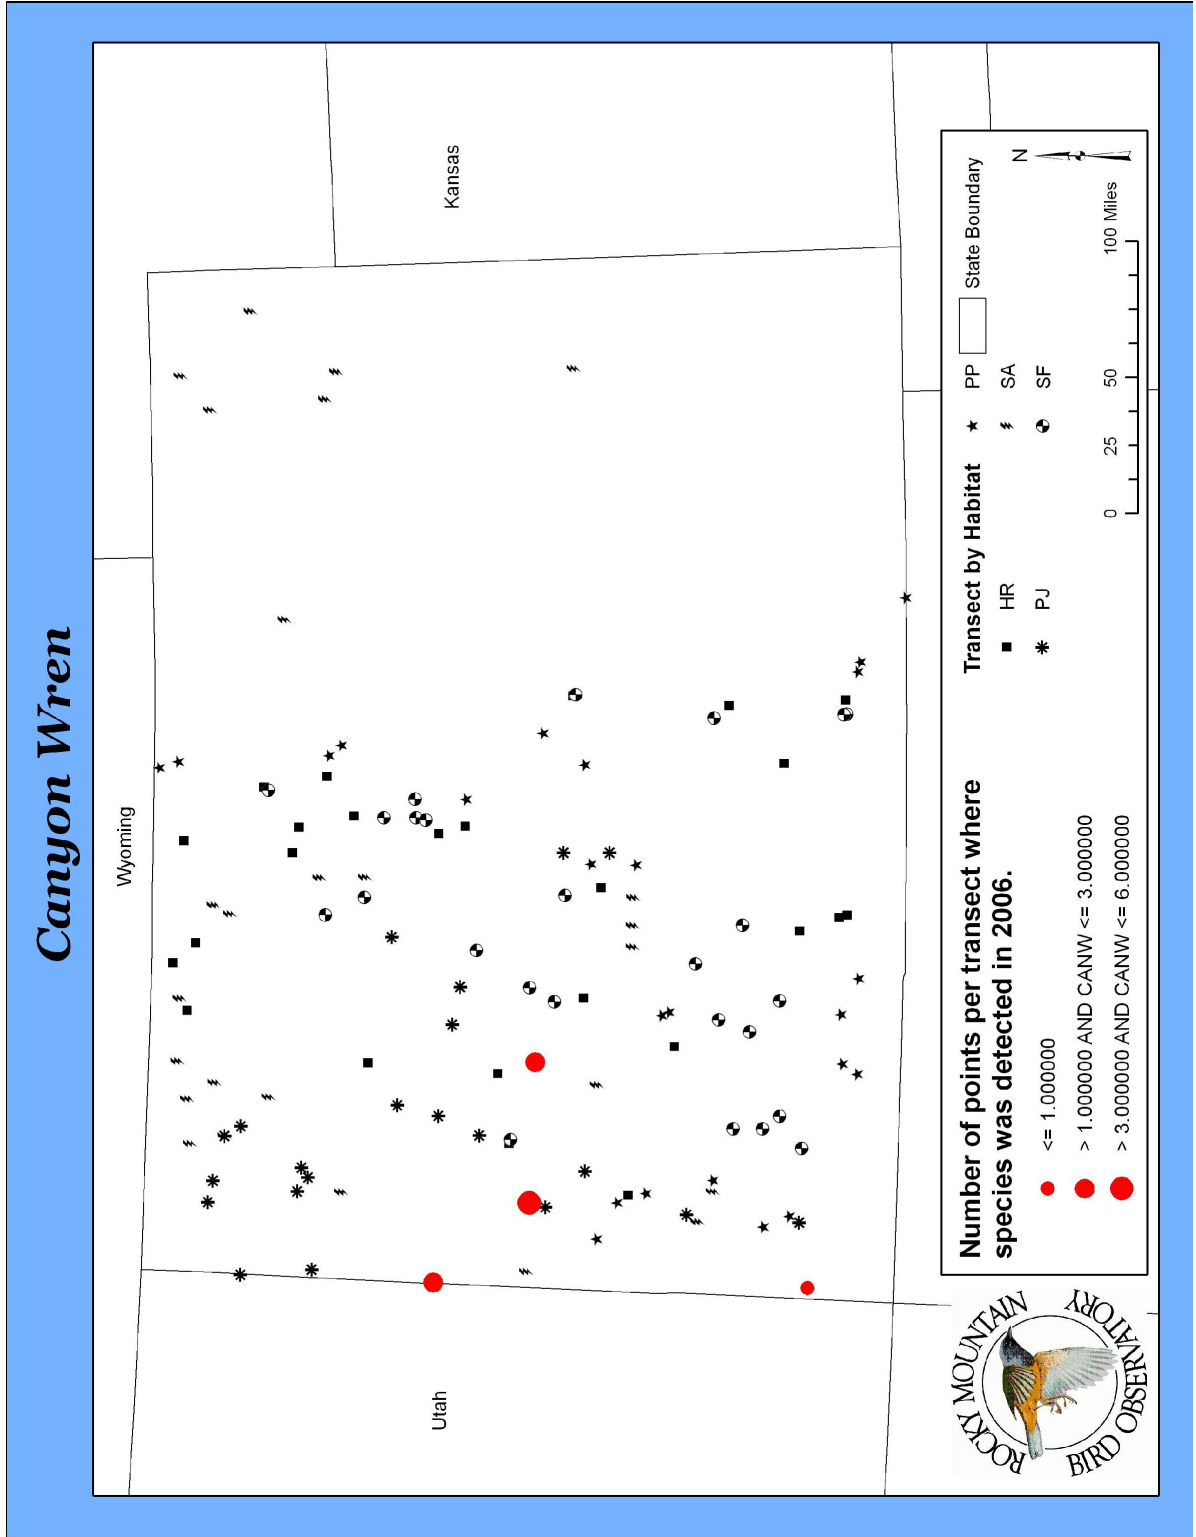 Canyon Wren
Wyoming
Kansas
Utah
Number of points per transect where
species was detected in 2006.
<= 1.000000
> 1.000000 AND CANW <= 3.000000
> 3.000000 AND CANW <= 6.000000
Transect by Habitat
HR
PJ
PP
SA
SF
State Boundary
N
0 25 50 100 Miles
ROCKY MOUNTAIN
BIRD OBSERVATORY